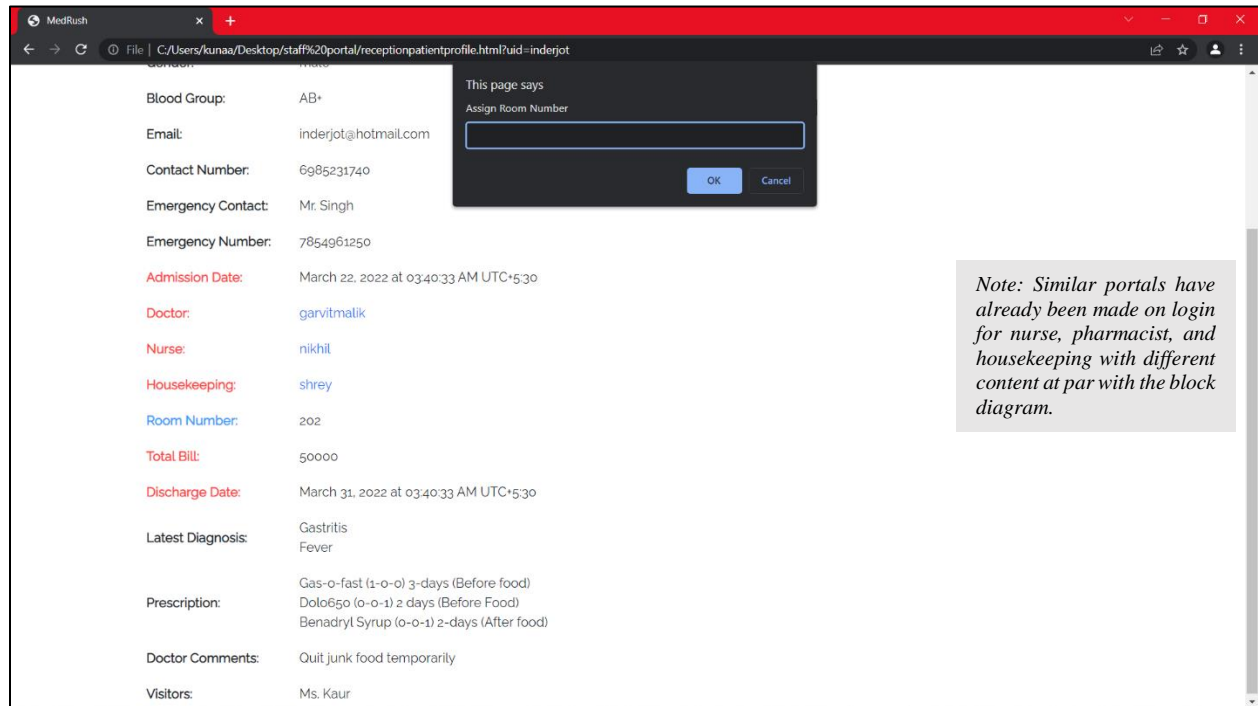 MedRush
File | C:/Users/kunaa/Desktop/staff%20portal/receptionpatientprofile.html?uid=inderjot
This page says
Assign Room Number
OK Cancel
Gender: male
Blood Group: AB+
Email: inderjot@hotmail.com
Contact Number: 6985231740
Emergency Contact: Mr. Singh
Emergency Number: 7854961250
Admission Date: March 22, 2022 at 03:40:33 AM UTC+5:30
Doctor: garvitmalik
Nurse: nikhil
Housekeeping: shrey
Room Number: 202
Total Bill: 50000
Discharge Date: March 31, 2022 at 03:40:33 AM UTC+5:30
Latest Diagnosis: Gastritis
Fever
Prescription: Gas-o-fast (1-0-0) 3-days (Before food)
Dolo650 (0-0-1) 2 days (Before Food)
Benadryl Syrup (0-0-1) 2-days (After food)
Doctor Comments: Quit junk food temporarily
Visitors: Ms. Kaur
Note: Similar portals have
already been made on login
for nurse, pharmacist, and
housekeeping with different
content at par with the block
diagram.